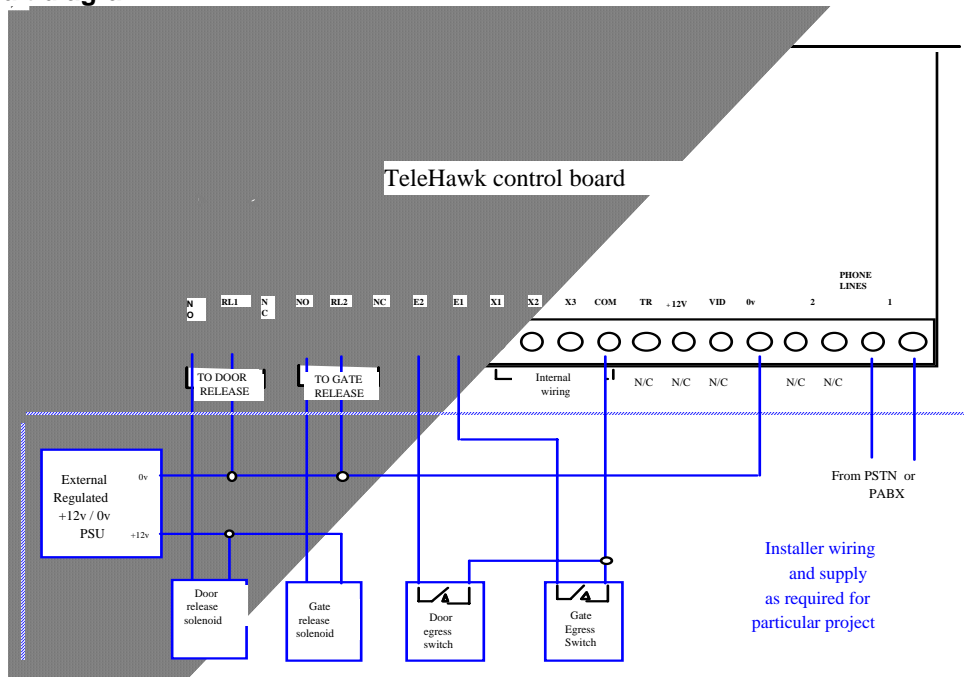 TeleHawk control board
PHONE
LINES
N
O
RL1
N
C
NO
RL2
NC
E2
E1
X1
X2
X3
COM
TR
+12V
VID
0v
2
1
TO DOOR
RELEASE
TO GATE
RELEASE
Internal
wiring
N/C
N/C
N/C
N/C
N/C
External
Regulated
+12v / 0v
PSU
0v
+12v
From PSTN or
PABX
Installer wiring
and supply
as required for
particular project
Door
release
solenoid
Gate
release
solenoid
Door
egress
switch
Gate
Egress
Switch